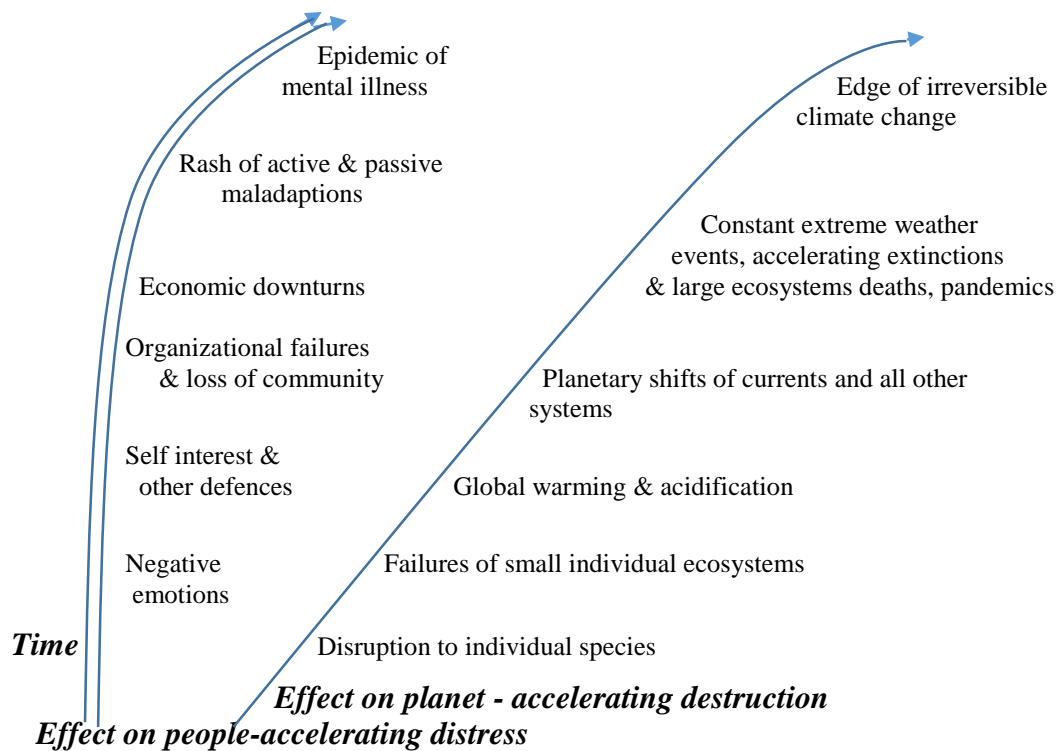 Epidemic of
mental illness
Rash of active & passive
maladaptions
Economic downturns
Organizational failures
& loss of community
Self interest &
other defences
Negative
emotions
Time
Edge of irreversible
climate change
Constant extreme weather
events, accelerating extinctions
& large ecosystems deaths, pandemics
Planetary shifts of currents and all other
systems
Global warming & acidification
Failures of small individual ecosystems
Disruption to individual species
Effect on planet - accelerating destruction
Effect on people-accelerating distress